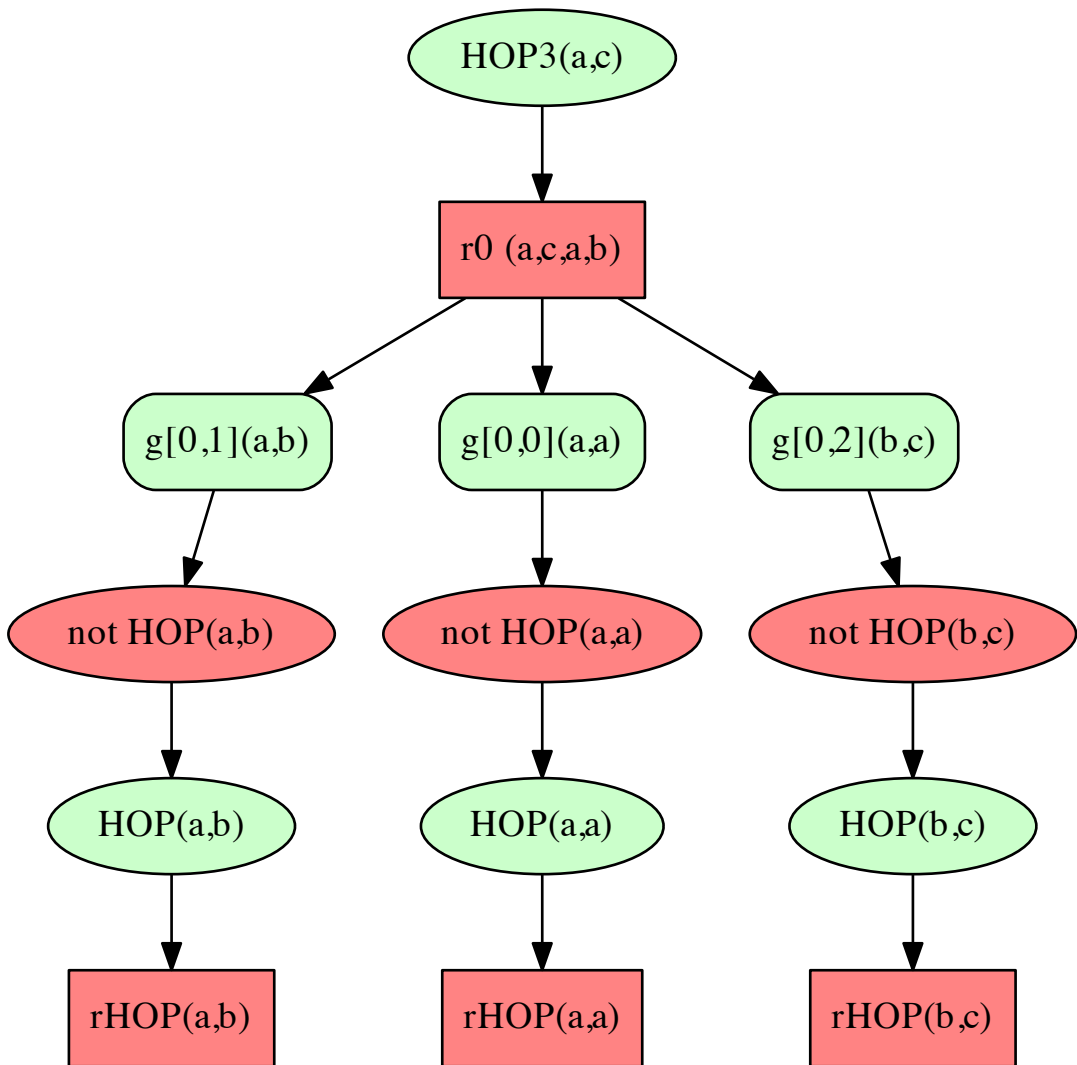 HOP3(a,c)
r0 (a,c,a,b)
g[0,1](a,b)
g[0,0](a,a)
g[0,2](b,c)
not HOP(a,b)
not HOP(a,a)
not HOP(b,c)
HOP(a,b)
HOP(a,a)
HOP(b,c)
rHOP(a,b)
rHOP(a,a)
rHOP(b,c)